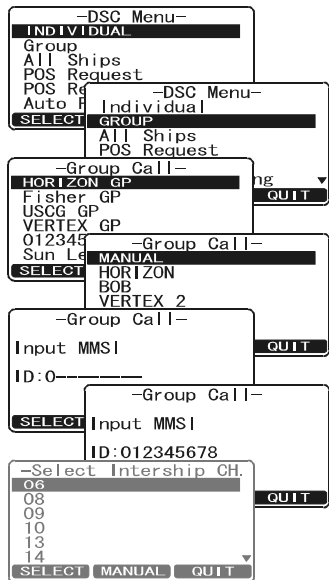 -DSC Menu-
INDIVIDUAL
Group
All Ships
POS Request
POS Re
Auto
SELECT
-DSC Menu-
Individual
GROUP
All Ships
POS Request
ng
QUIT
-Group Call-
HORIZON GP
Fisher GP
USCG GP
VERTEX GP
012345
Sun Le
SELECT
-Group Call-
MANUAL
HORIZON
BOB
VERTEX 2
QUIT
-Group Call-
Input MMSI
ID:0--------
SELECT
-Group Call-
Input MMSI
ID:012345678
QUIT
-Select Intership CH.
06
08
09
10
13
14
SELECT MANUAL QUIT